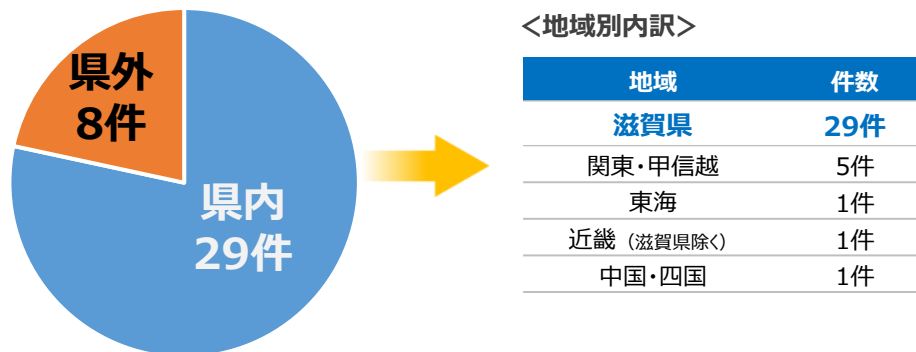 県外
8件
県内
29件
<地域別内訳>
地域 件数
滋賀県 29件
関東・甲信越 5件
東海 1件
近畿（滋賀県除く） 1件
中国・四国 1件